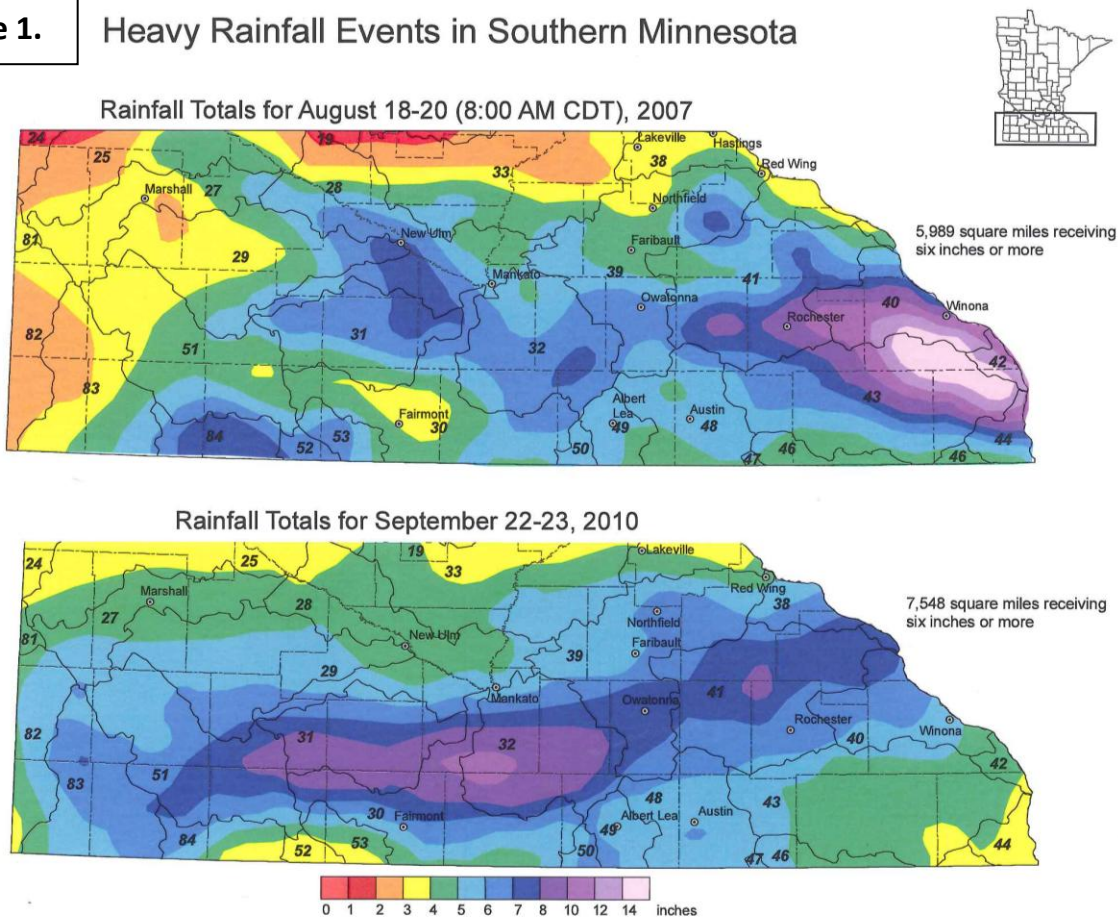 e 1.
Heavy Rainfall Events in Southern Minnesota
Rainfall Totals for August 18-20 (8:00 AM CDT), 2007
24
25
19
Lakeville
38
Hastings
Red Wing
33
Marshall
27
28
Northfield
81
29
New Ulm
Faribault
39
Mankato
41
5,989 square miles receiving
six inches or more
Owatonna
40
Winona
Rochester
82
31
51
32
42
83
43
Albert
Lea
49
Austin
48
Fairmont
30
84
52
53
50
47
46
46
44
Rainfall Totals for September 22-23, 2010
24
25
19
33
Lakeville
Red Wing
38
7,548 square miles receiving
six inches or more
Marshall
27
28
Northfield
81
New Ulm
Faribault
29
39
Mankato
41
Owatonna
Rochester
Winona
82
31
32
40
83
51
42
48
43
30
Fairmont
49
Albert Lea
Austin
84
52
53
50
47
46
44
0 1 2 3 4 5 6 7 8 10 12 14 inches